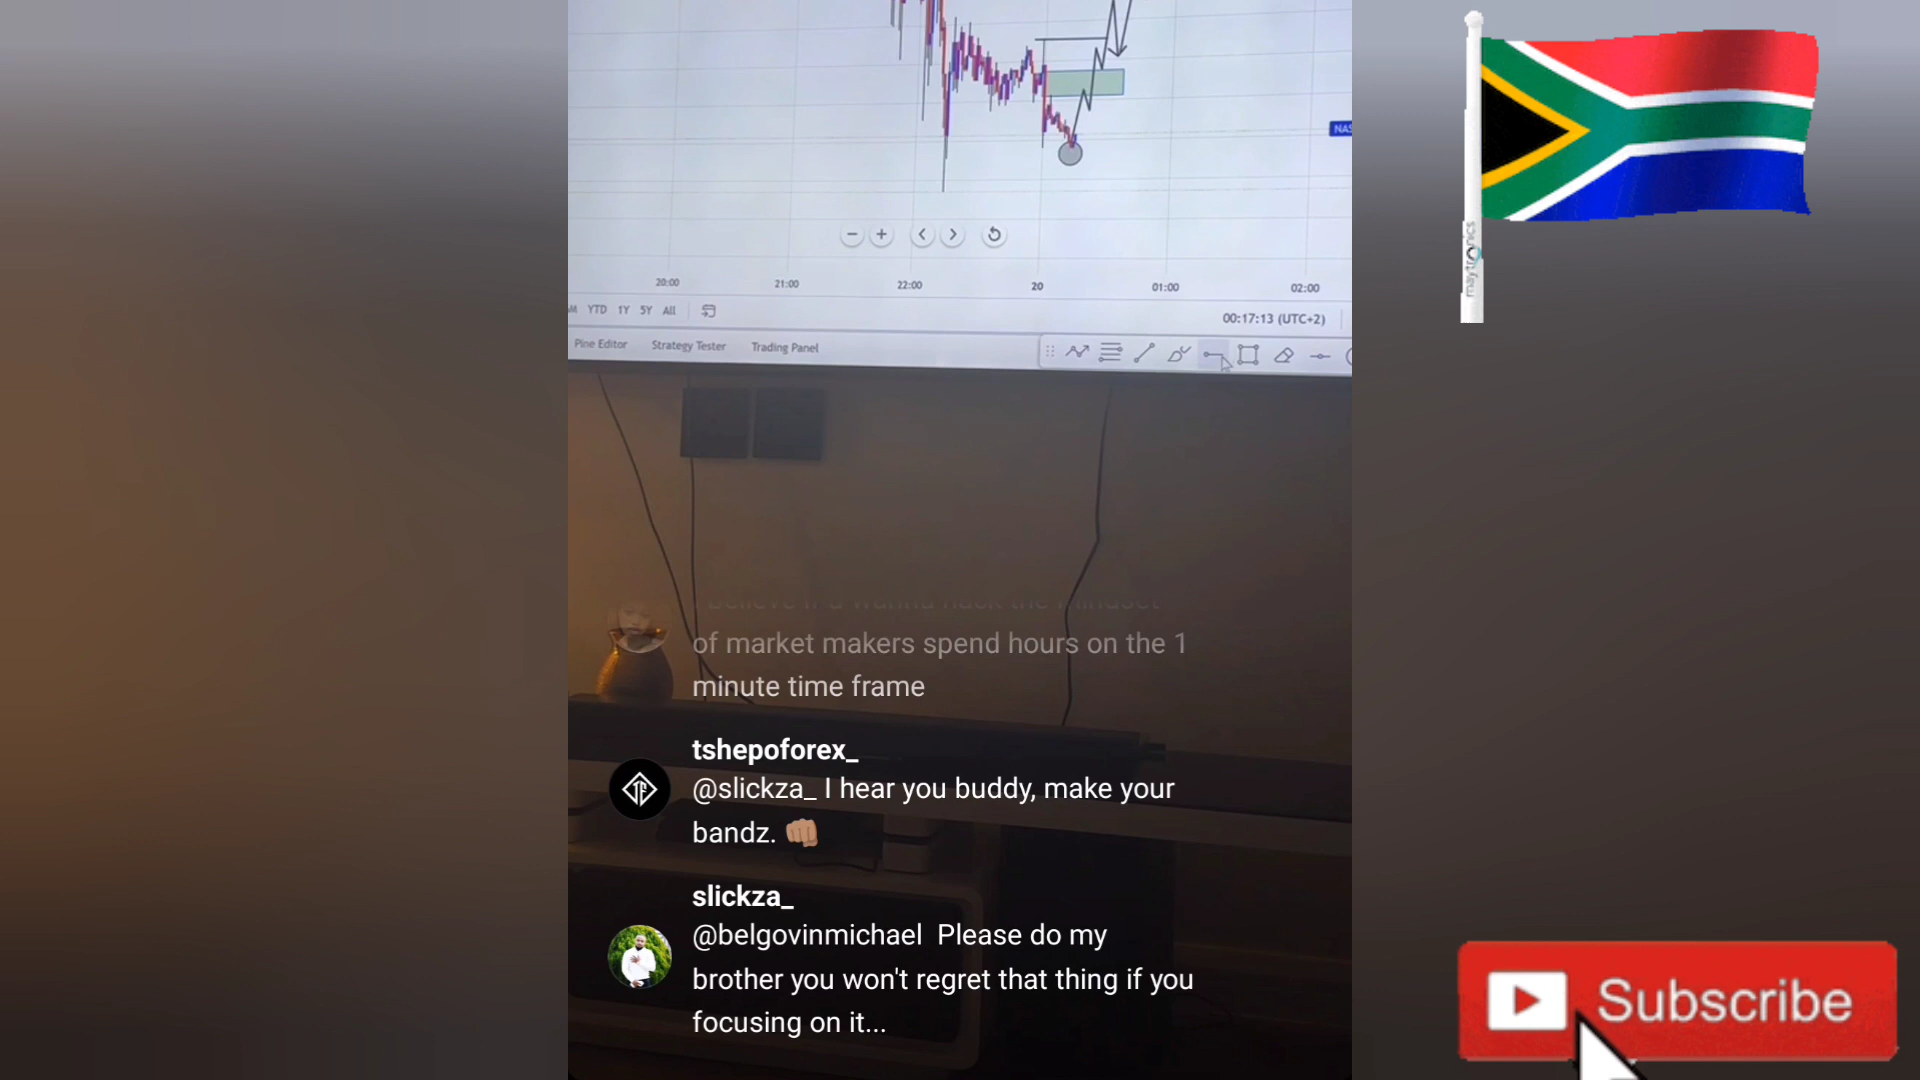 NAS
20:00 21:00 22:00 20 01:00 02:00
M YTD 1Y 5Y All
00:17:13 (UTC+2)
Pine Editor Strategy Tester Trading Panel
maytronics
of market makers spend hours on the 1
minute time frame
tshepoforex_
@slickza_ I hear you buddy, make your
bandz. 👊🏼
slickza_
@belgovinmichael Please do my
brother you won't regret that thing if you
focusing on it...
Subscribe